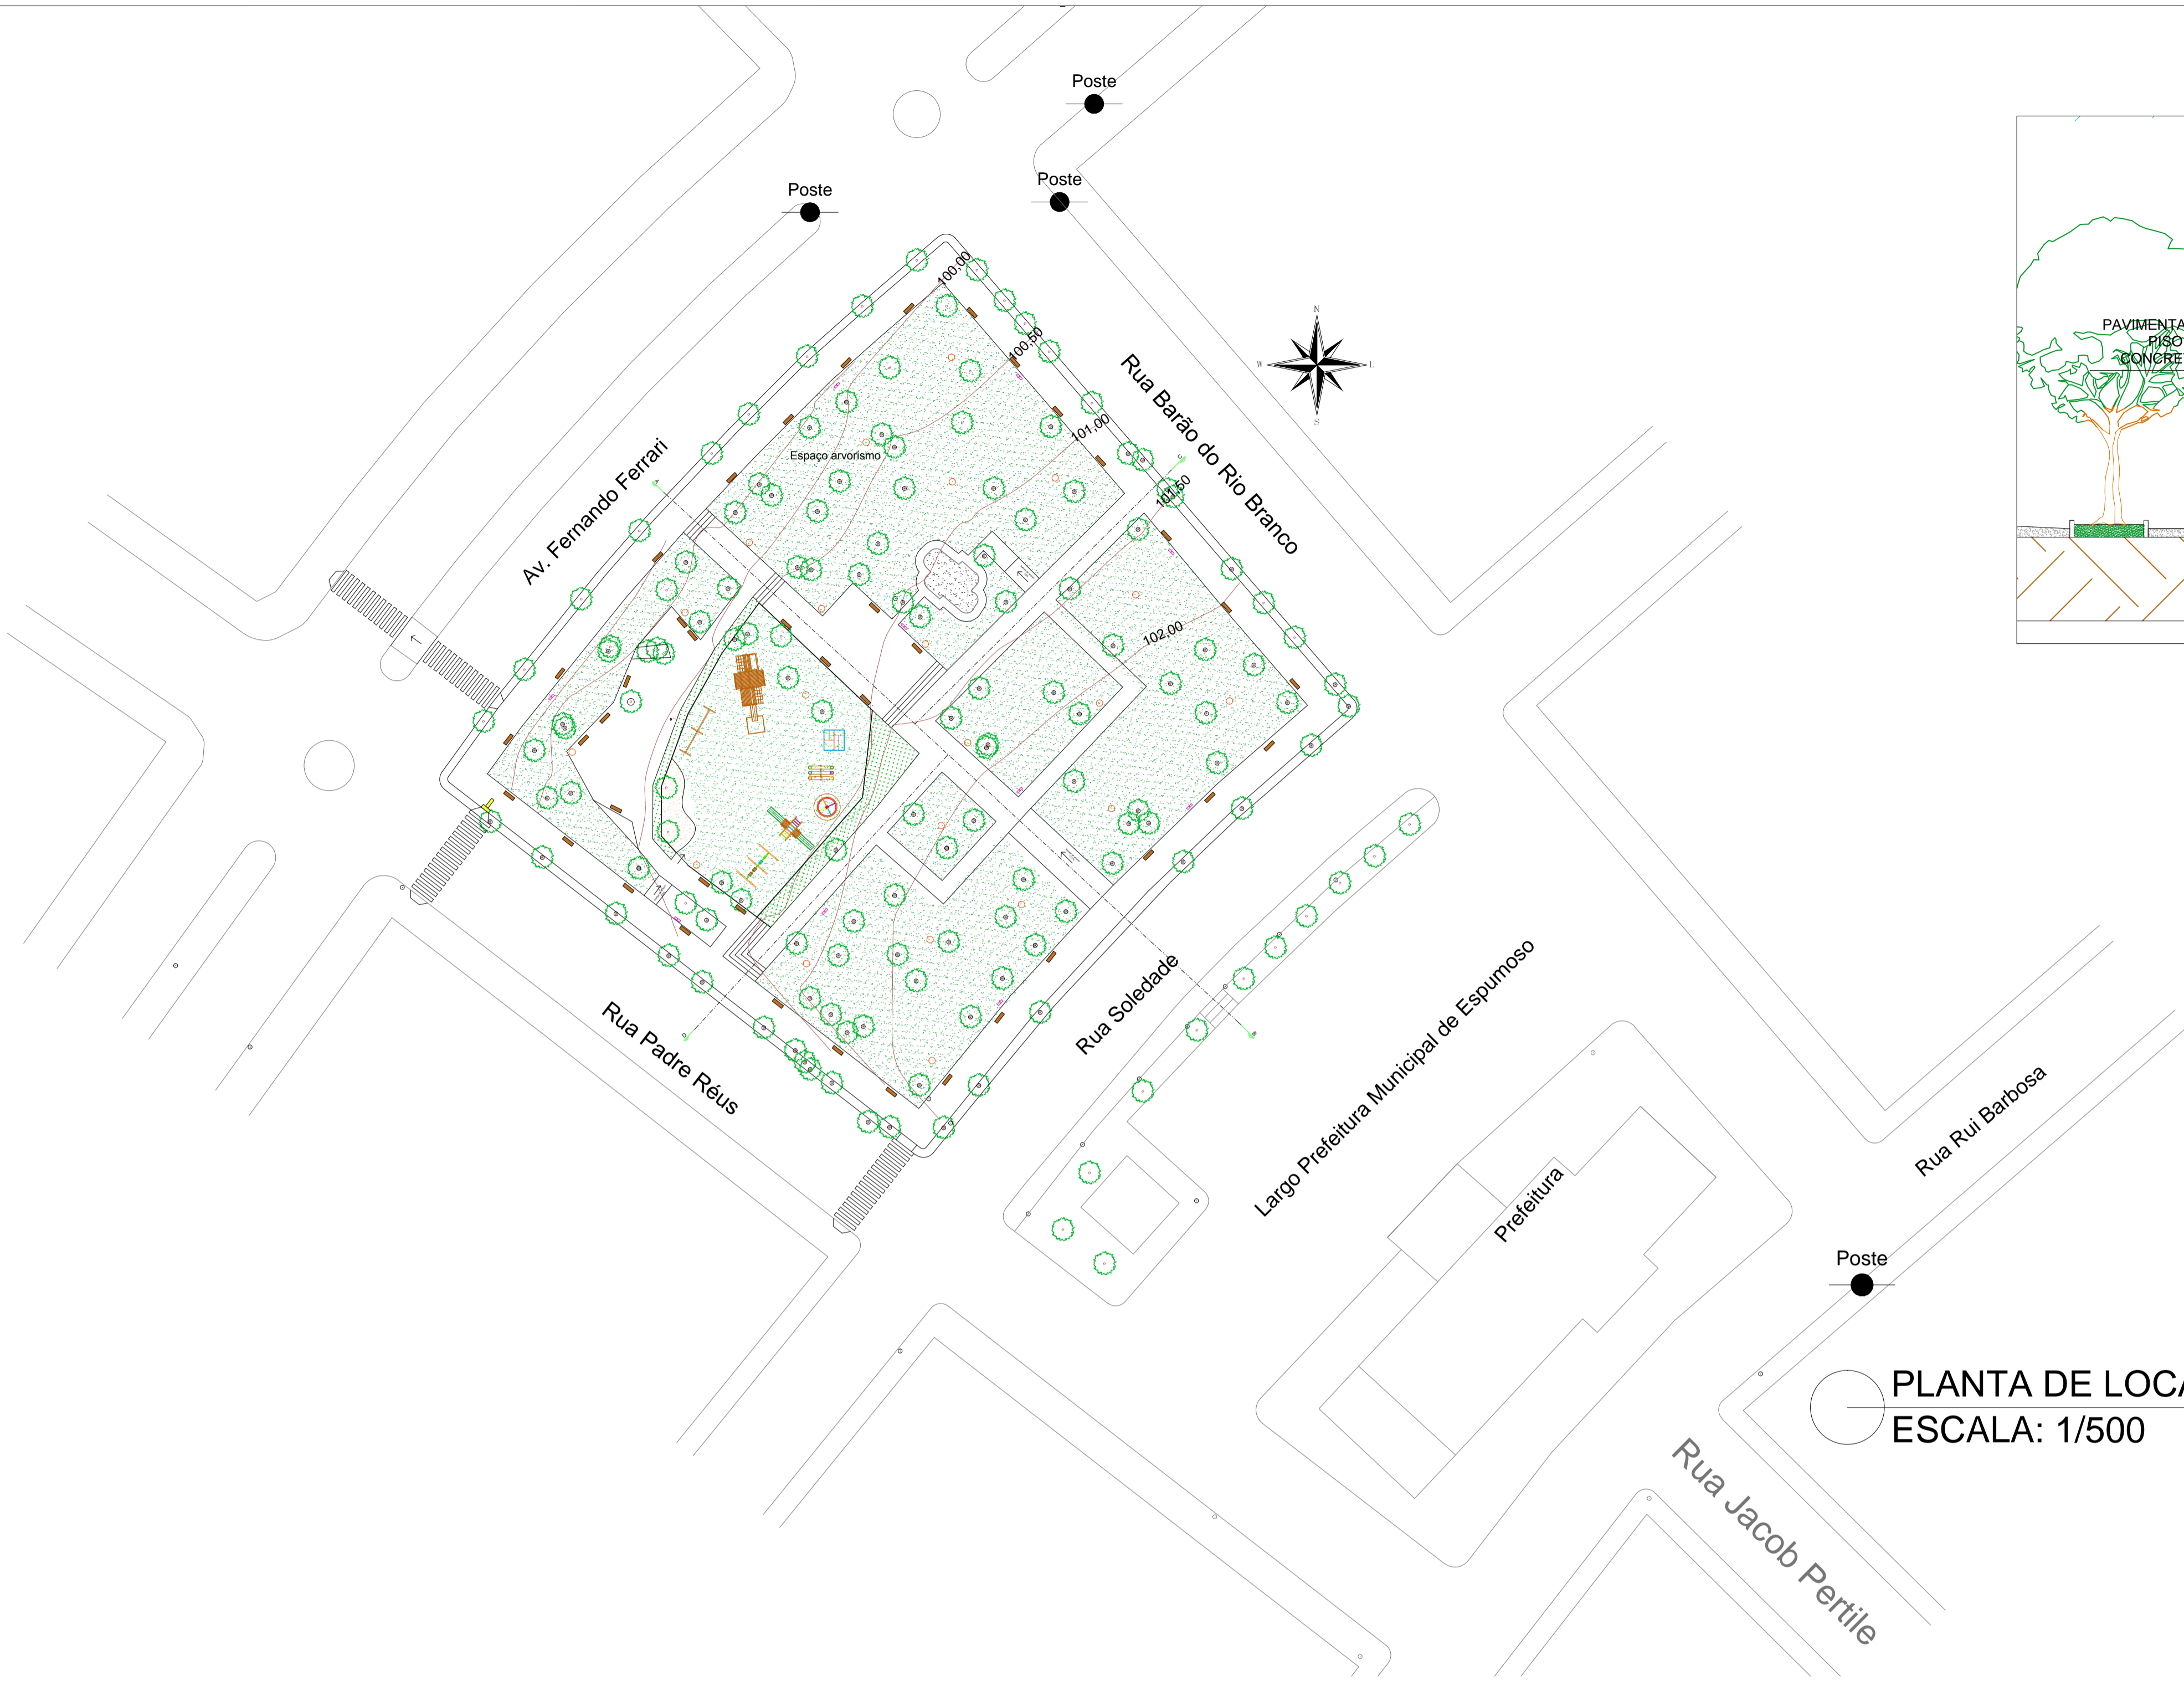 Poste
Poste
Poste
100,00
100,50
101,00
101,50
102,00
Espaço arvorismo
Av. Fernando Ferrari
Rua Barão do Rio Branco
N
W
L
S
A
C
D
B
Rua Padre Réus
Rua Soledade
Largo Prefeitura Municipal de Espumoso
Prefeitura
Rua Rui Barbosa
Poste
Rua Jacob Pertile
PAVIMENTA
PISO
CONCRE
PLANTA DE LOCA
ESCALA: 1/500